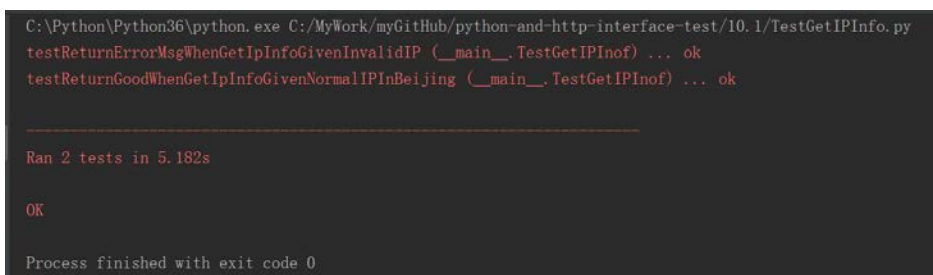 C:\Python\Python36\python.exe C:/MyWork/myGitHub/python-and-http-interface-test/10.1/TestGetIPInfo.py
testReturnErrorMsgWhenGetIpInfoGivenInvalidIP (__main__.TestGetIPInof) ... ok
testReturnGoodWhenGetIpInfoGivenNormalIPInBeijing (__main__.TestGetIPInof) ... ok
----------------------------------------------------------------------
Ran 2 tests in 5.182s
OK
Process finished with exit code 0